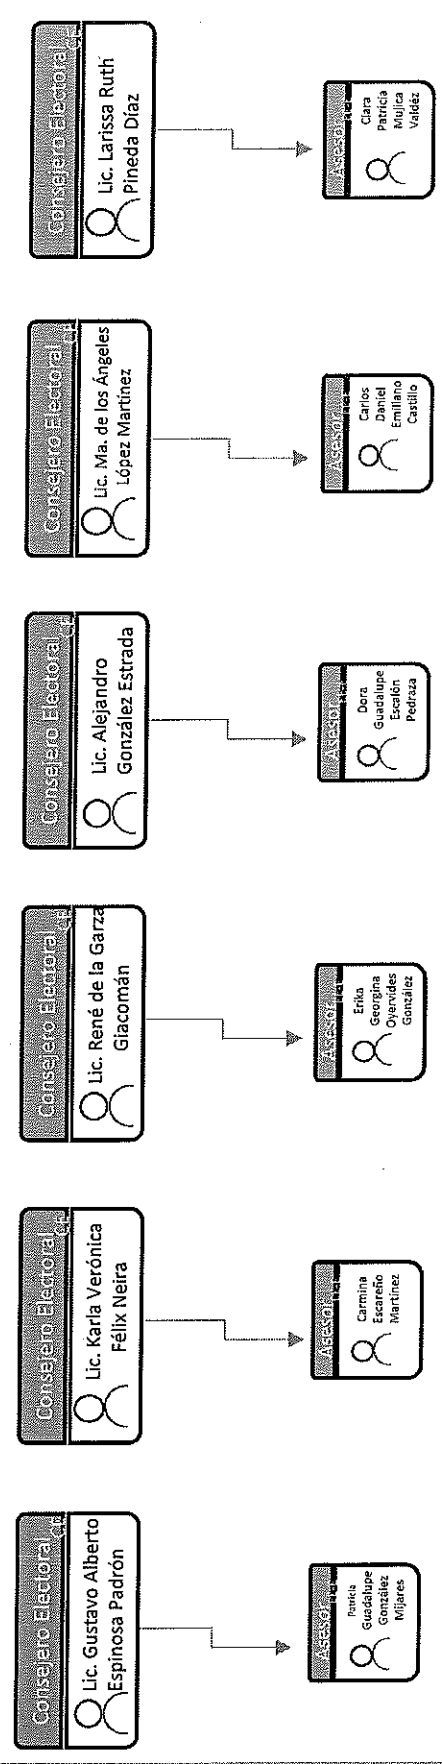 Consejero Electoral
Lic. Gustavo Alberto
Espinosa Padrón
Asesor
Patricia
Guadalupe
González
Mijares
Consejero Electoral
Lic. Karla Verónica
Félix Neira
Asesor
Carmina
Escareño
Martínez
Consejero Electoral
Lic. René de la Garza
Giacomán
Asesor
Erika
Georgina
Oyervides
González
Consejero Electoral
Lic. Alejandro
González Estrada
Asesor
Dora
Guadalupe
Escalón
Pedraza
Consejero Electoral
Lic. Ma. de los Ángeles
López Martínez
Asesor
Carlos
Daniel
Emiliano
Castillo
Consejero Electoral
Lic. Larissa Ruth
Pineda Díaz
Asesor
Clara
Patricia
Mujica
Valdéz